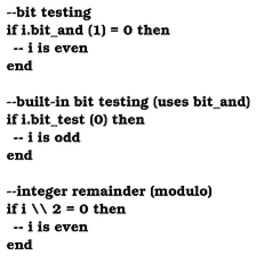 --bit testing
if i.bit_and (1) = 0 then
-- i is even
end
--built-in bit testing (uses bit_and)
if i.bit_test (0) then
-- i is odd
end
--integer remainder (modulo)
if i \\ 2 = 0 then
-- i is even
end